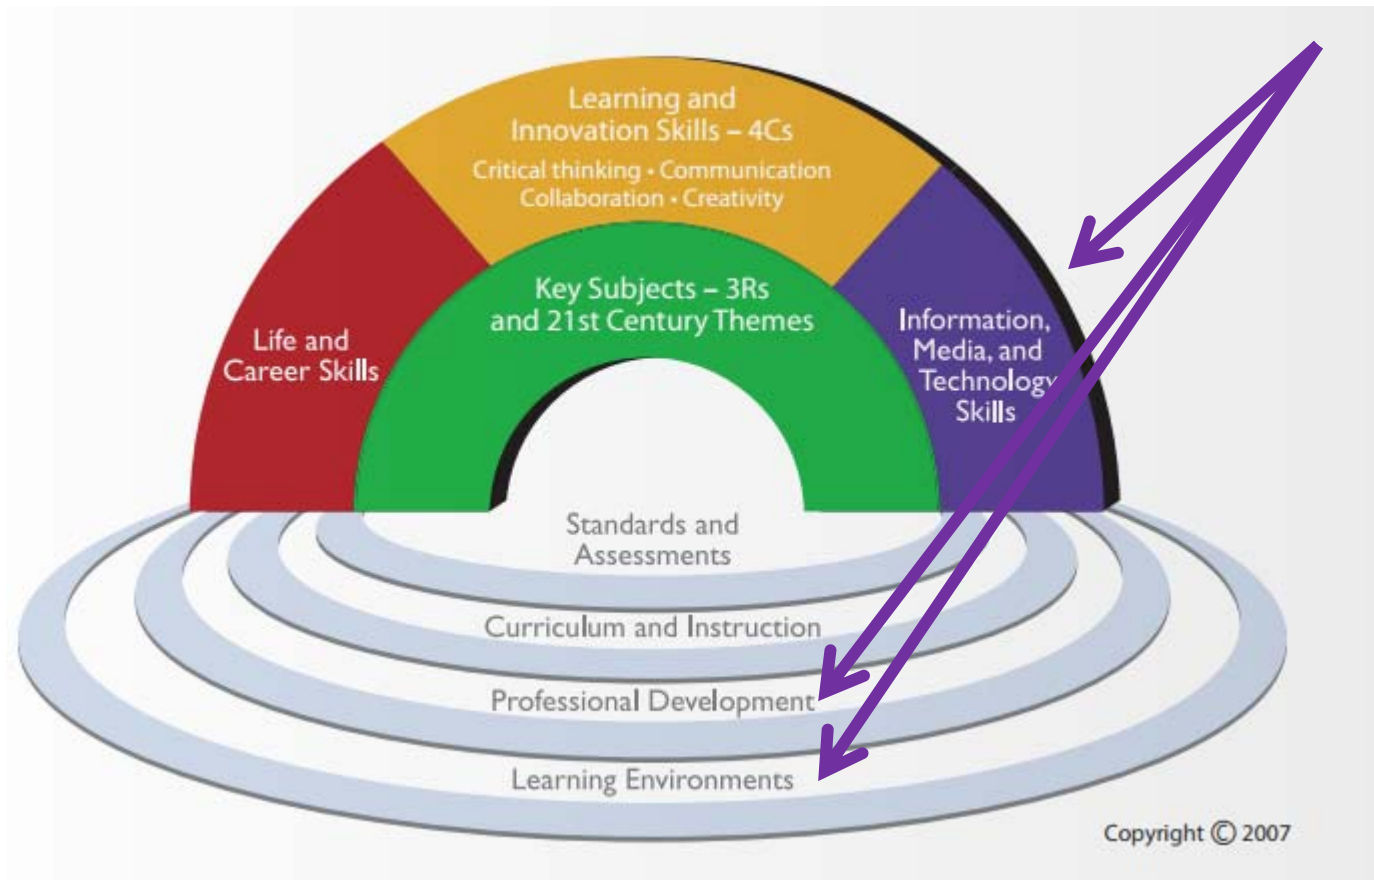 Learning and
Innovation Skills – 4Cs
Critical thinking • Communication
Collaboration • Creativity
Key Subjects – 3Rs
and 21st Century Themes
Life and
Career Skills
Information,
Media, and
Technology
Skills
Standards and
Assessments
Curriculum and Instruction
Professional Development
Learning Environments
Copyright © 2007